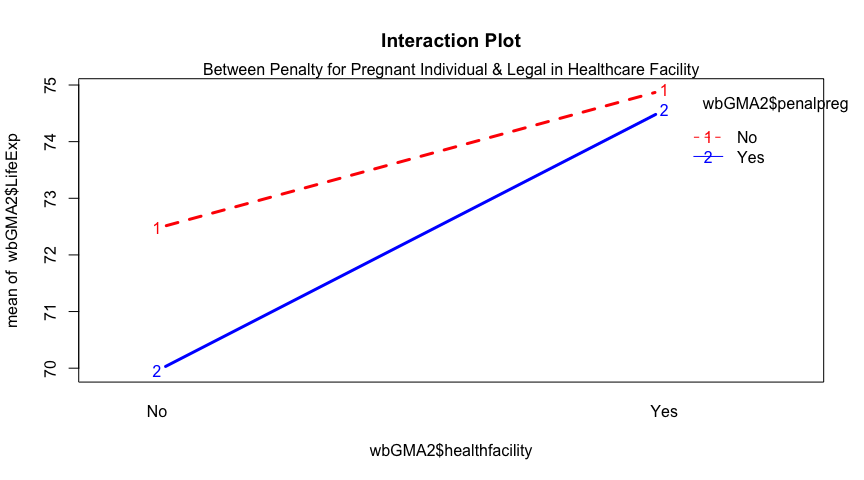 Interaction Plot
Between Penalty for Pregnant Individual & Legal in Healthcare Facility
75
74
73
72
71
70
mean of  wbGMA2$LifeExp
1
2
1
2
wbGMA2$penalpreg
1 No
2 Yes
No
Yes
wbGMA2$healthfacility